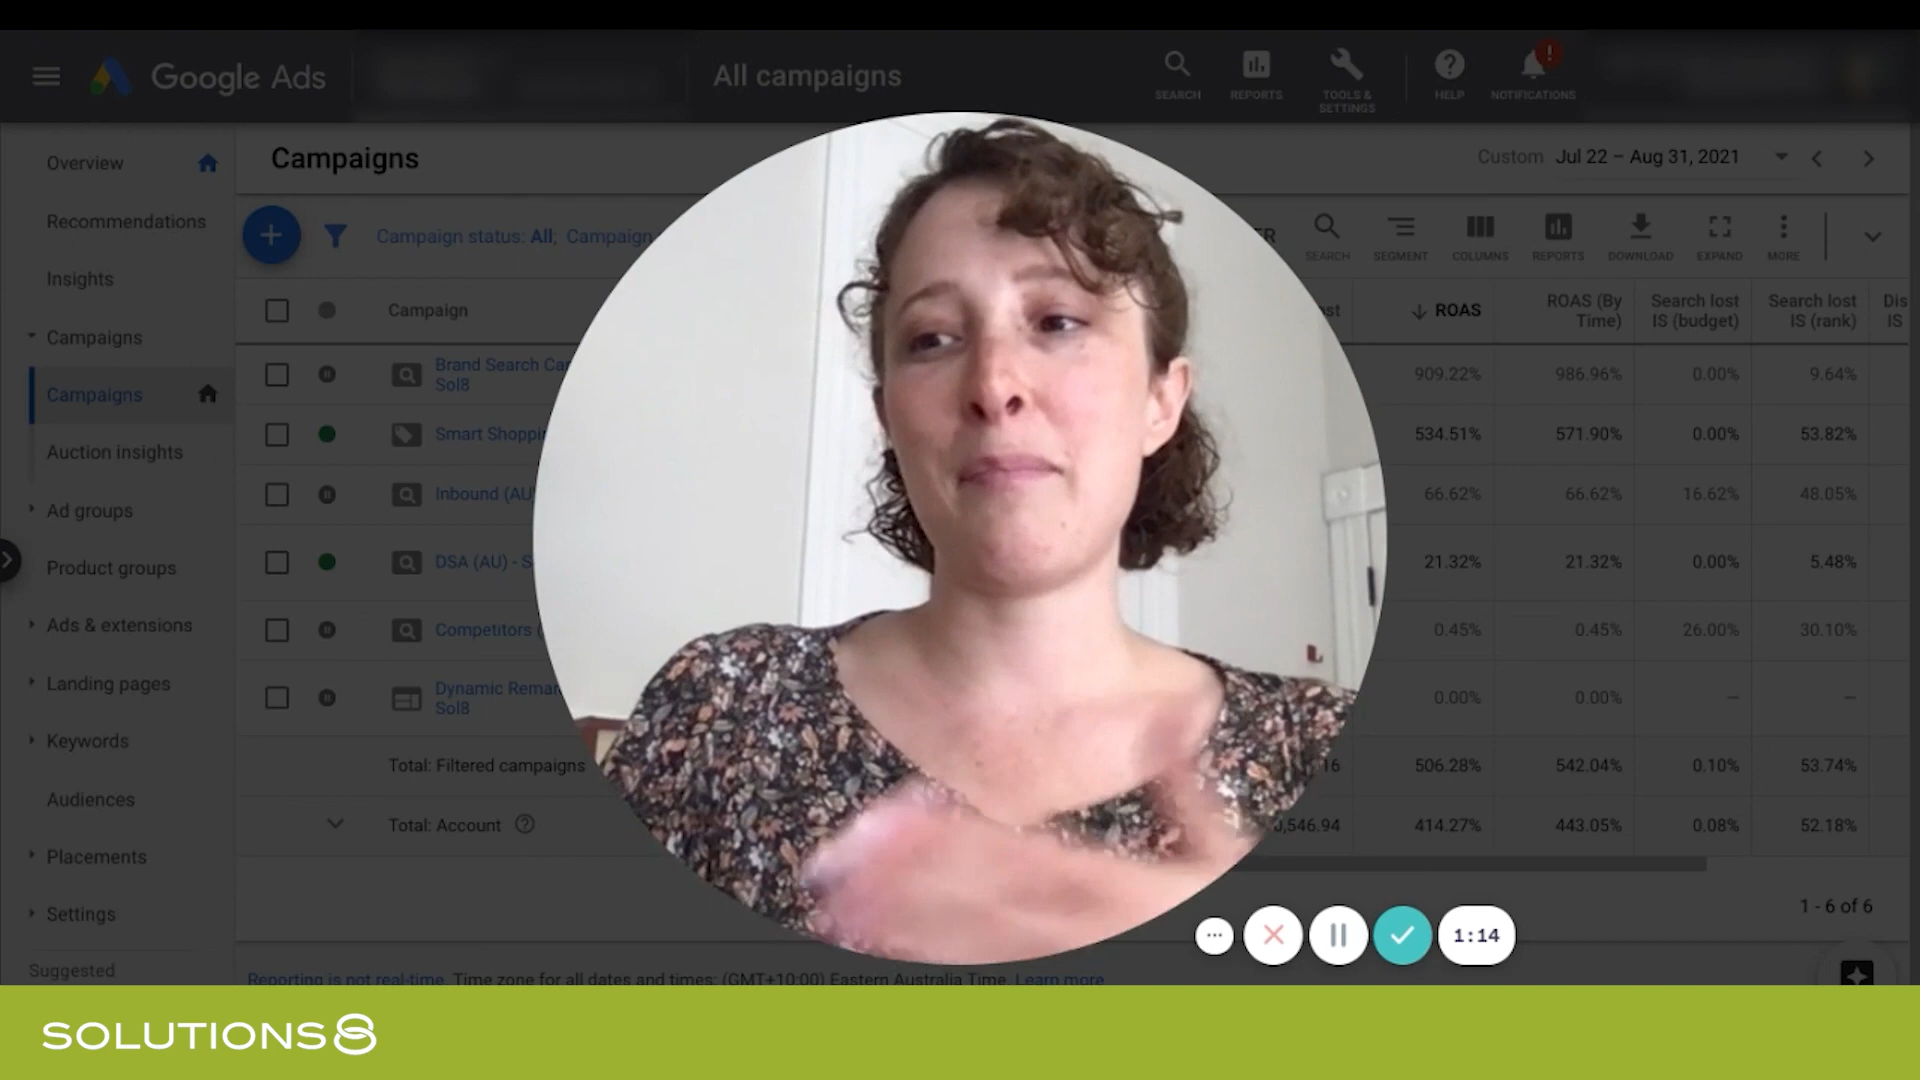 Google Ads
All campaigns
SEARCH
REPORTS
TOOLS &
SETTINGS
HELP
NOTIFICATIONS
Overview
Recommendations
Insights
Campaigns
Campaigns
Auction insights
Ad groups
Product groups
Ads & extensions
Landing pages
Keywords
Audiences
Placements
Settings
Suggested
Campaigns
Custom Jul 22 – Aug 31, 2021
Campaign status: All; Campaign
SEARCH
SEGMENT
COLUMNS
REPORTS
DOWNLOAD
EXPAND
MORE
Campaign
ROAS
ROAS (By
Time)
Search lost
IS (budget)
Search lost
IS (rank)
Dis
IS
Brand Search Cam
Sol8
909.22% 986.96% 0.00% 9.64%
Smart Shoppin
534.51% 571.90% 0.00% 53.82%
Inbound (AU
66.62% 66.62% 16.62% 48.05%
DSA (AU) - S
21.32% 21.32% 0.00% 5.48%
Competitors (
0.45% 0.45% 26.00% 30.10%
Dynamic Remar
Sol8
0.00% 0.00% — —
Total: Filtered campaigns 16 506.28% 542.04% 0.10% 53.74%
Total: Account ,546.94 414.27% 443.05% 0.08% 52.18%
1 - 6 of 6
1:14
Reporting is not real-time. Time zone for all dates and times: (GMT+10:00) Eastern Australia Time. Learn more
SOLUTIONS8